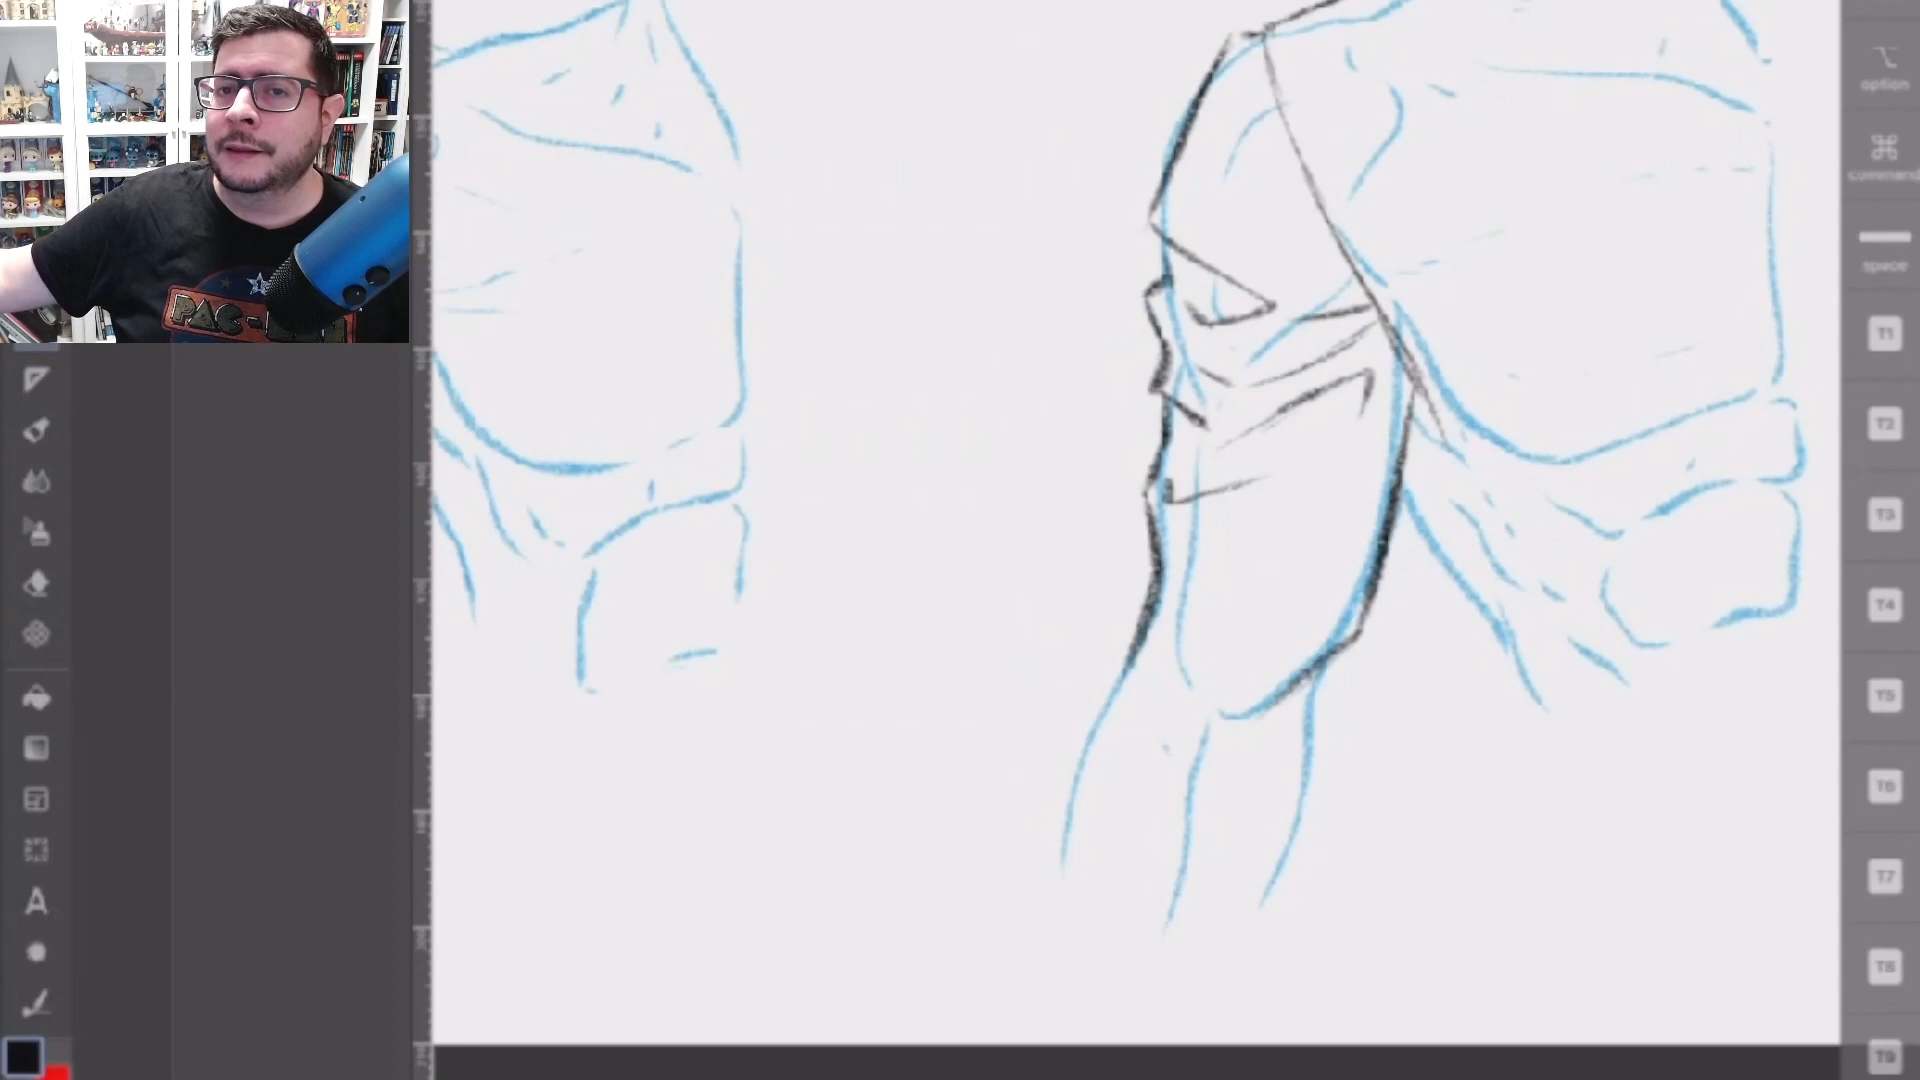 option
command
space
PAC-
T1
T2
T3
T4
T5
T6
T7
T8
T9
A